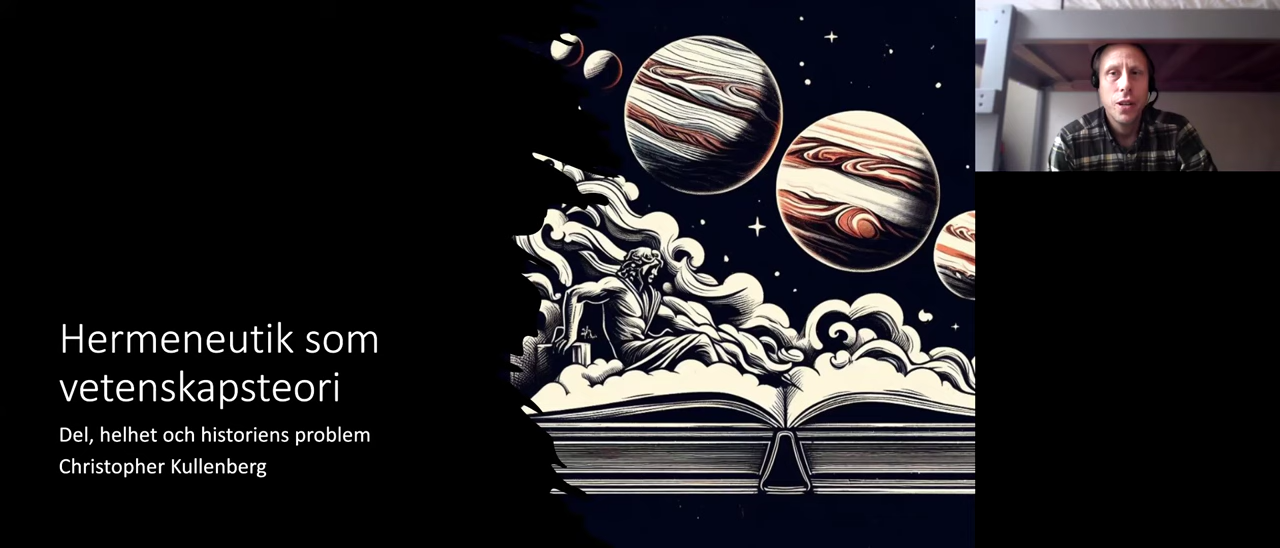 Hermeneutik som
vetenskapsteori
Del, helhet och historiens problem
Christopher Kullenberg